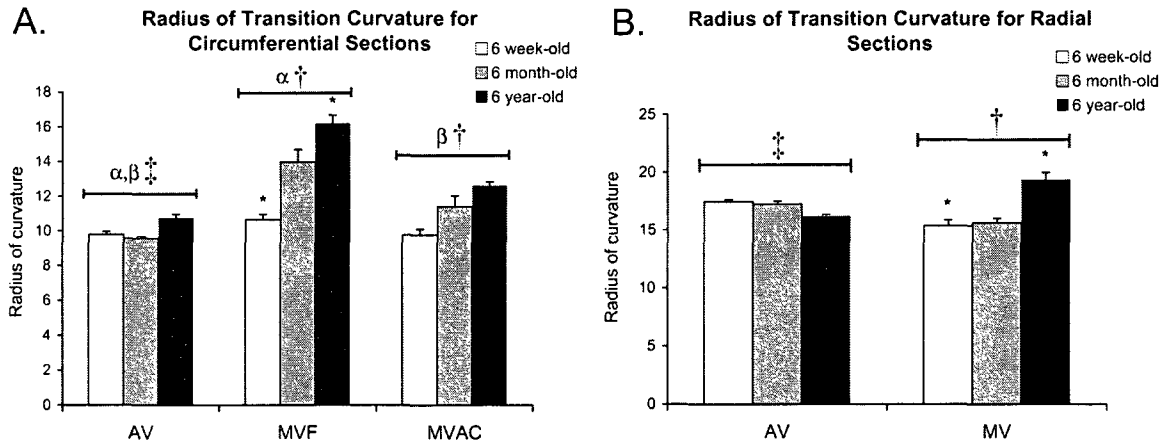 A.
Radius of Transition Curvature for
Circumferential Sections
6 week-old
6 month-old
6 year-old
Radius of curvature
18
16
14
12
10
8
6
4
2
0
α,β ‡
α †
*
*
β †
AV
MVF
MVAC
B.
Radius of Transition Curvature for Radial
Sections
6 week-old
6 month-old
6 year-old
Radius of curvature
25
20
15
10
5
0
‡
†
*
*
AV
MV